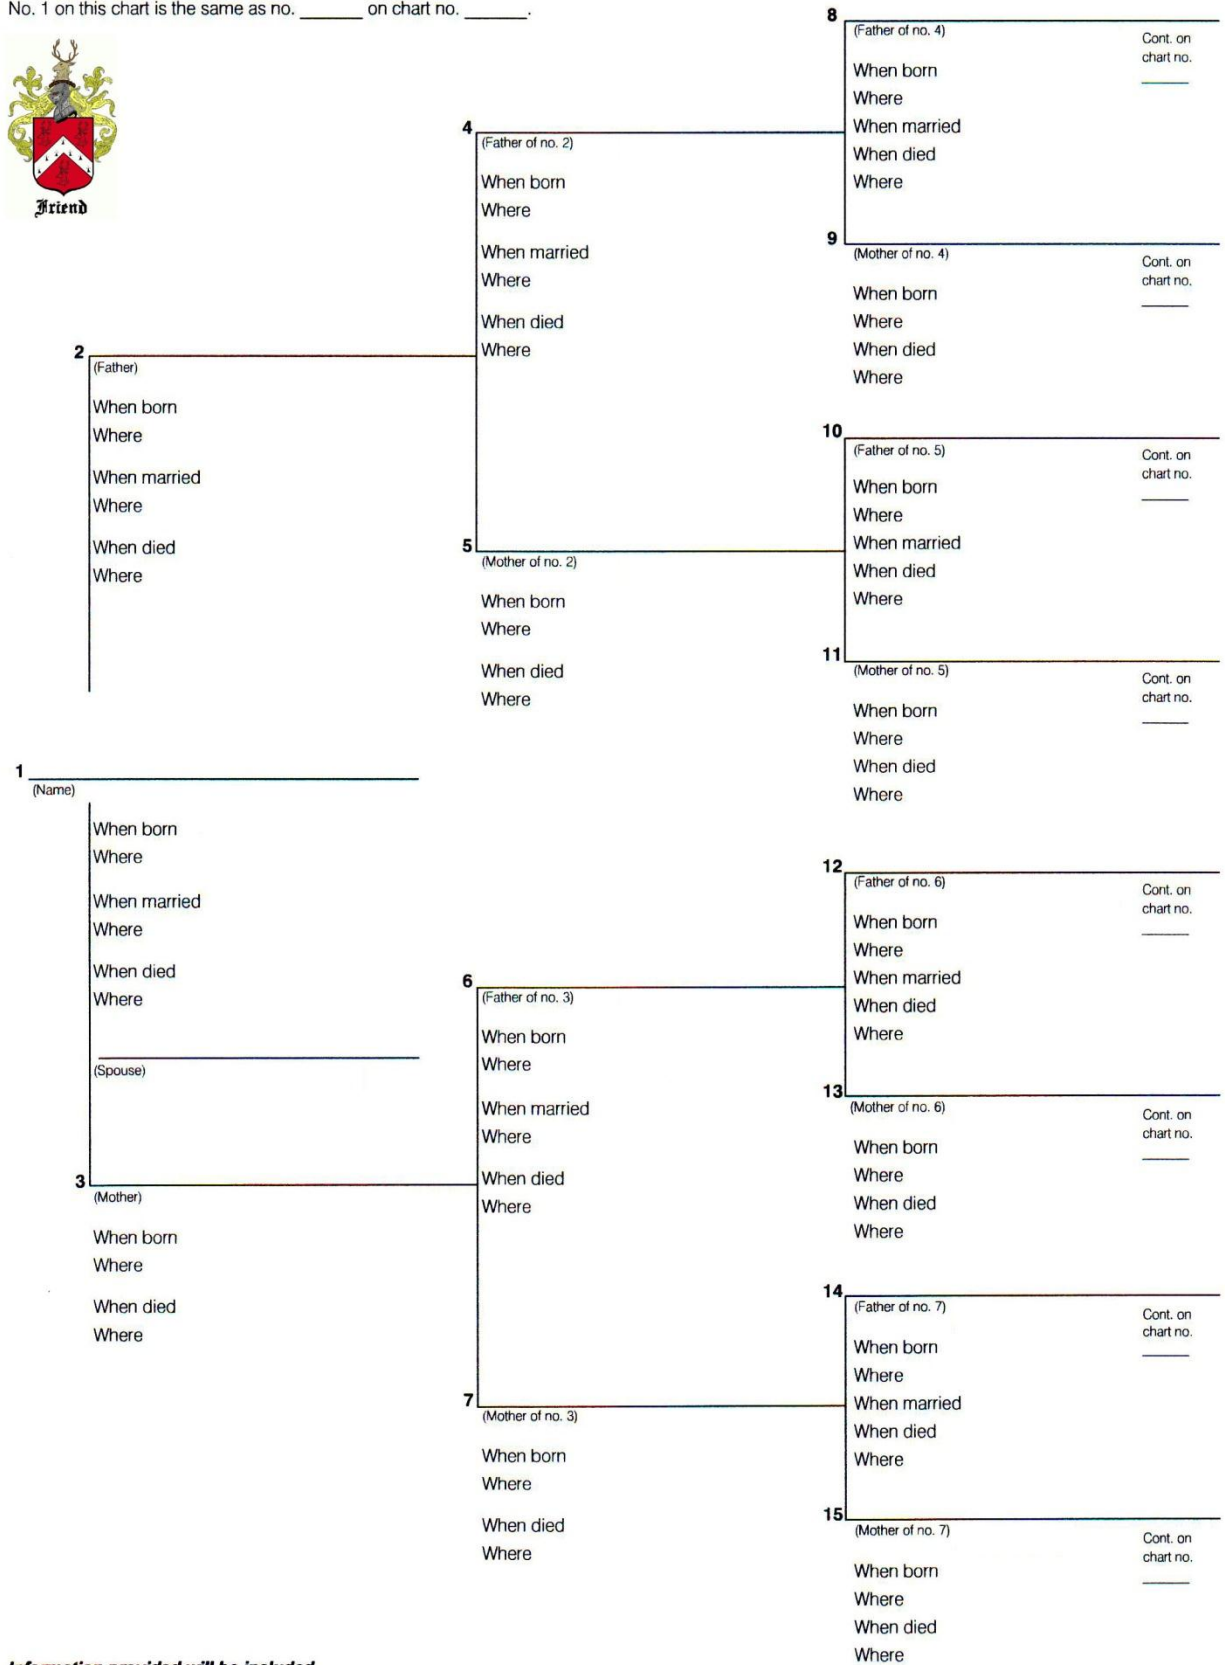 No. 1 on this chart is the same as no. ______ on chart no. ______.
Friend
1
(Name)
When born
Where
When married
Where
When died
Where
(Spouse)
2
(Father)
When born
Where
When married
Where
When died
Where
3
(Mother)
When born
Where
When died
Where
4
(Father of no. 2)
When born
Where
When married
Where
When died
Where
5
(Mother of no. 2)
When born
Where
When died
Where
6
(Father of no. 3)
When born
Where
When married
Where
When died
Where
7
(Mother of no. 3)
When born
Where
When died
Where
8
(Father of no. 4)
Cont. on
chart no.
When born
Where
When married
When died
Where
9
(Mother of no. 4)
Cont. on
chart no.
When born
Where
When died
Where
10
(Father of no. 5)
Cont. on
chart no.
When born
Where
When married
When died
Where
11
(Mother of no. 5)
Cont. on
chart no.
When born
Where
When died
Where
12
(Father of no. 6)
Cont. on
chart no.
When born
Where
When married
When died
Where
13
(Mother of no. 6)
Cont. on
chart no.
When born
Where
When died
Where
14
(Father of no. 7)
Cont. on
chart no.
When born
Where
When married
When died
Where
15
(Mother of no. 7)
Cont. on
chart no.
When born
Where
When died
Where
Information provided will be included